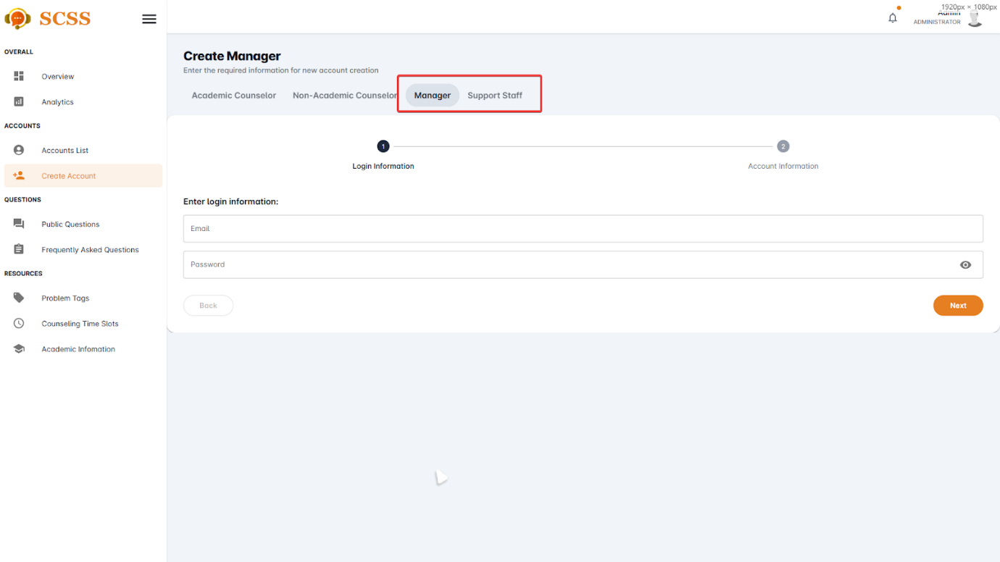 SCSS
1920px × 1080px
Admin
ADMINISTRATOR
OVERALL
Overview
Analytics
ACCOUNTS
Accounts List
Create Account
QUESTIONS
Public Questions
Frequently Asked Questions
RESOURCES
Problem Tags
Counseling Time Slots
Academic Infomation
Create Manager
Enter the required information for new account creation
Academic Counselor Non-Academic Counselor Manager Support Staff
1 2
Login Information Account Information
Enter login information:
Email
Password
Back Next